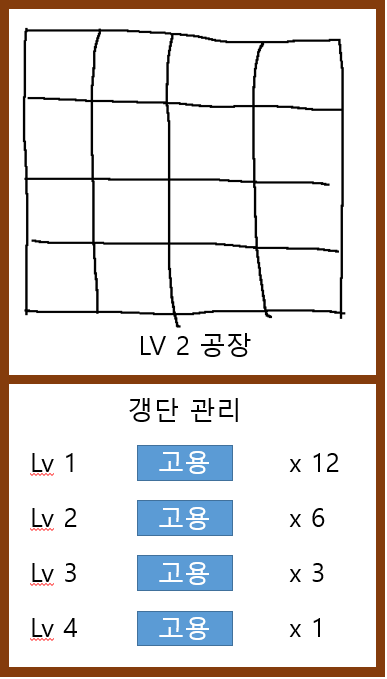 LV 2 공장
갱단 관리
Lv 1 고용 x 12
Lv 2 고용 x 6
Lv 3 고용 x 3
Lv 4 고용 x 1